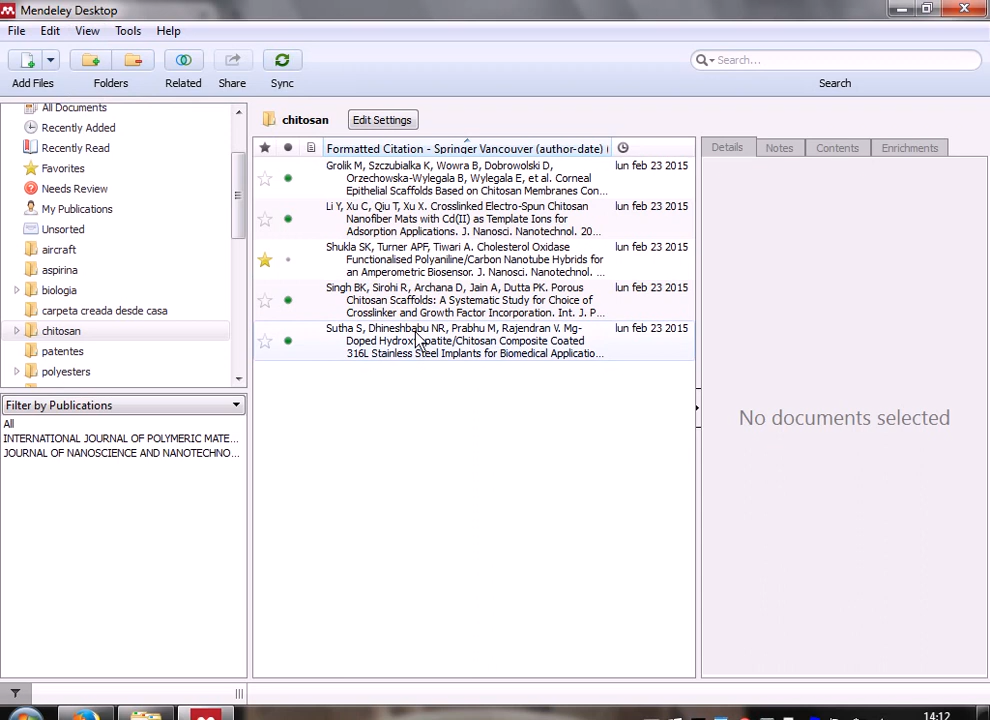 Mendeley Desktop
File Edit View Tools Help
Search...
Add Files Folders Related Share Sync Search
All Documents
Recently Added
Recently Read
Favorites
Needs Review
My Publications
Unsorted
aircraft
aspirina
biologia
carpeta creada desde casa
chitosan
patentes
polyesters
Filter by Publications
All
INTERNATIONAL JOURNAL OF POLYMERIC MATE...
JOURNAL OF NANOSCIENCE AND NANOTECHNO...
chitosan Edit Settings
Formatted Citation - Springer Vancouver (author-date) (
Grolik M, Szczubialka K, Wowra B, Dobrowolski D, lun feb 23 2015
Orzechowska-Wylegala B, Wylegala E, et al. Corneal
Epithelial Scaffolds Based on Chitosan Membranes Con...
Li Y, Xu C, Qiu T, Xu X. Crosslinked Electro-Spun Chitosan lun feb 23 2015
Nanofiber Mats with Cd(II) as Template Ions for
Adsorption Applications. J. Nanosci. Nanotechnol. 20...
Shukla SK, Turner APF, Tiwari A. Cholesterol Oxidase lun feb 23 2015
Functionalised Polyaniline/Carbon Nanotube Hybrids for
an Amperometric Biosensor. J. Nanosci. Nanotechnol. ...
Singh BK, Sirohi R, Archana D, Jain A, Dutta PK. Porous lun feb 23 2015
Chitosan Scaffolds: A Systematic Study for Choice of
Crosslinker and Growth Factor Incorporation. Int. J. P...
Sutha S, Dhineshbabu NR, Prabhu M, Rajendran V. Mg- lun feb 23 2015
Doped Hydroxyapatite/Chitosan Composite Coated
316L Stainless Steel Implants for Biomedical Applicatio...
Details Notes Contents Enrichments
No documents selected
14:12